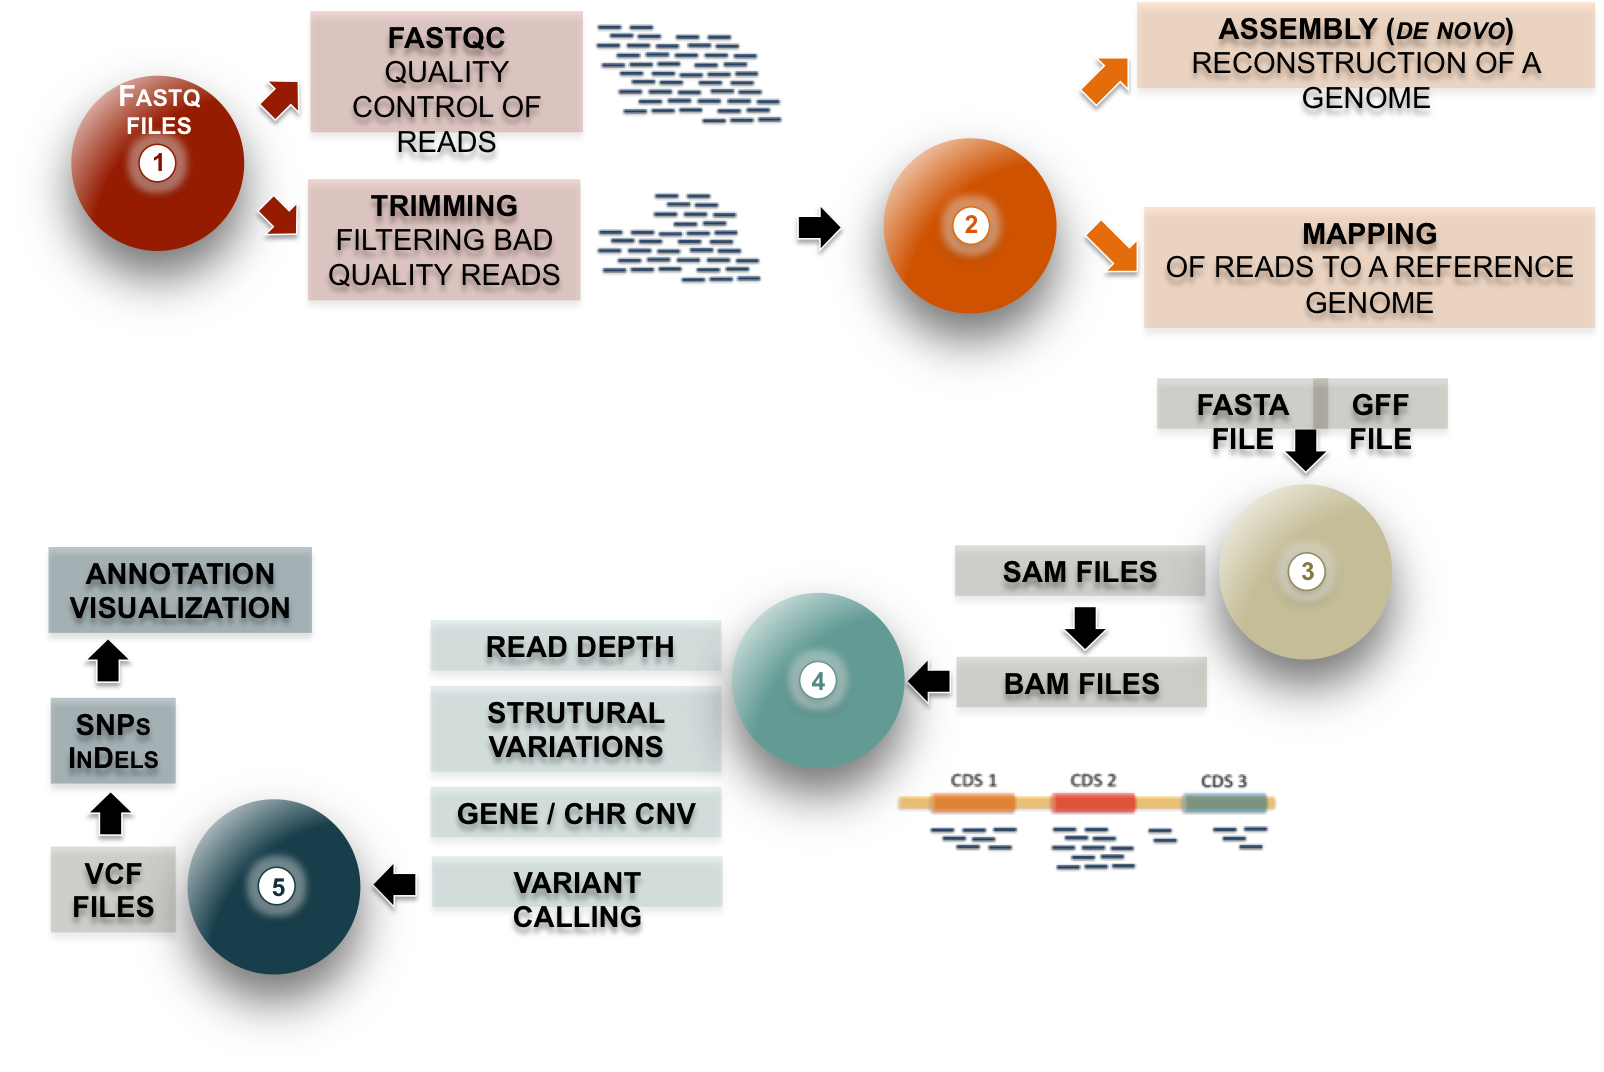 FASTQ
FILES
1
FASTQC
QUALITY
CONTROL OF
READS
TRIMMING
FILTERING BAD
QUALITY READS
2
ASSEMBLY (DE NOVO)
RECONSTRUCTION OF A
GENOME
MAPPING
OF READS TO A REFERENCE
GENOME
FASTA
FILE
GFF
FILE
3
SAM FILES
BAM FILES
4
CDS 1
CDS 2
CDS 3
READ DEPTH
STRUTURAL
VARIATIONS
GENE / CHR CNV
VARIANT
CALLING
5
VCF
FILES
SNPS
INDELS
ANNOTATION
VISUALIZATION